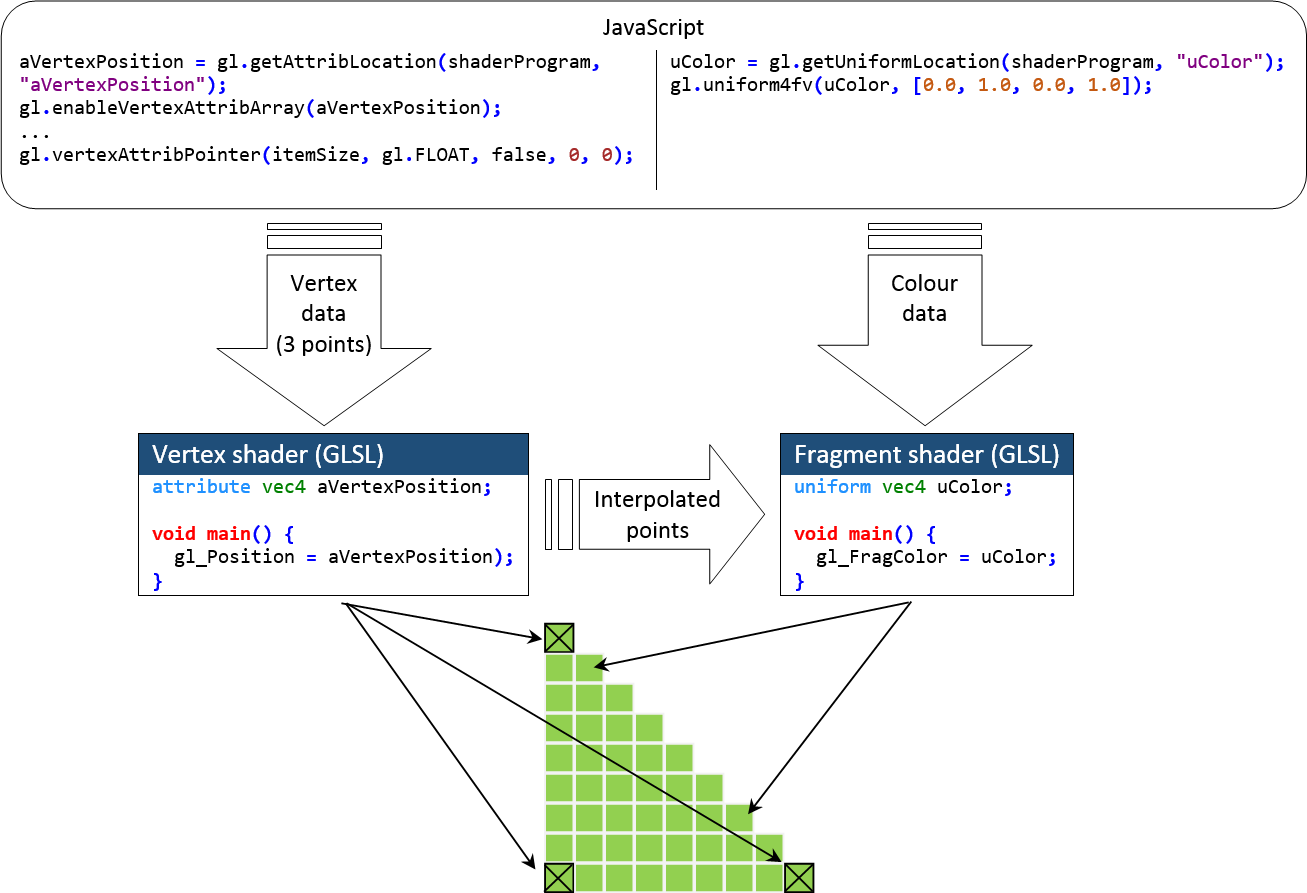 JavaScript
aVertexPosition = gl.getAttribLocation(shaderProgram,
"aVertexPosition");
gl.enableVertexAttribArray(aVertexPosition);
...
gl.vertexAttribPointer(itemSize, gl.FLOAT, false, 0, 0);
uColor = gl.getUniformLocation(shaderProgram, "uColor");
gl.uniform4fv(uColor, [0.0, 1.0, 0.0, 1.0]);
Vertex
data
(3 points)
Colour
data
Vertex shader (GLSL)
attribute vec4 aVertexPosition;
void main() {
gl_Position = aVertexPosition);
}
Interpolated
points
Fragment shader (GLSL)
uniform vec4 uColor;
void main() {
gl_FragColor = uColor;
}